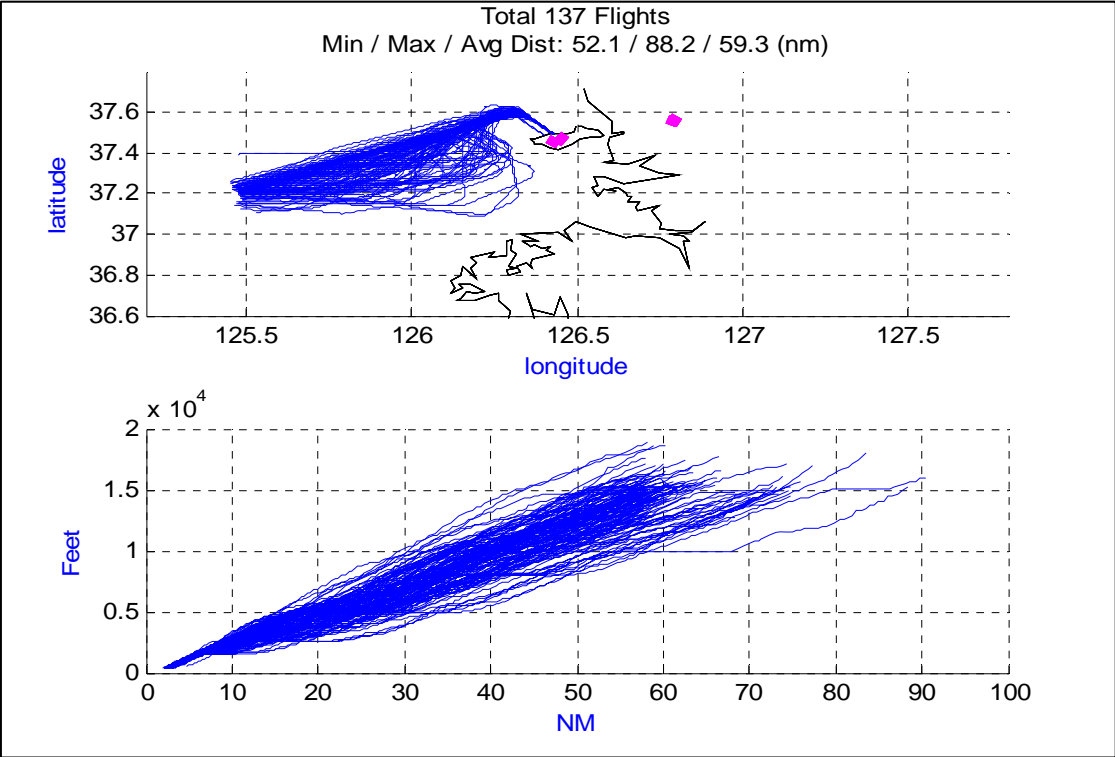 Total 137 Flights
Min / Max / Avg Dist: 52.1 / 88.2 / 59.3 (nm)
37.6
37.4
37.2
37
36.8
36.6
latitude
125.5 126 126.5 127 127.5
longitude
x 10^4
2
1.5
1
0.5
0
Feet
0 10 20 30 40 50 60 70 80 90 100
NM